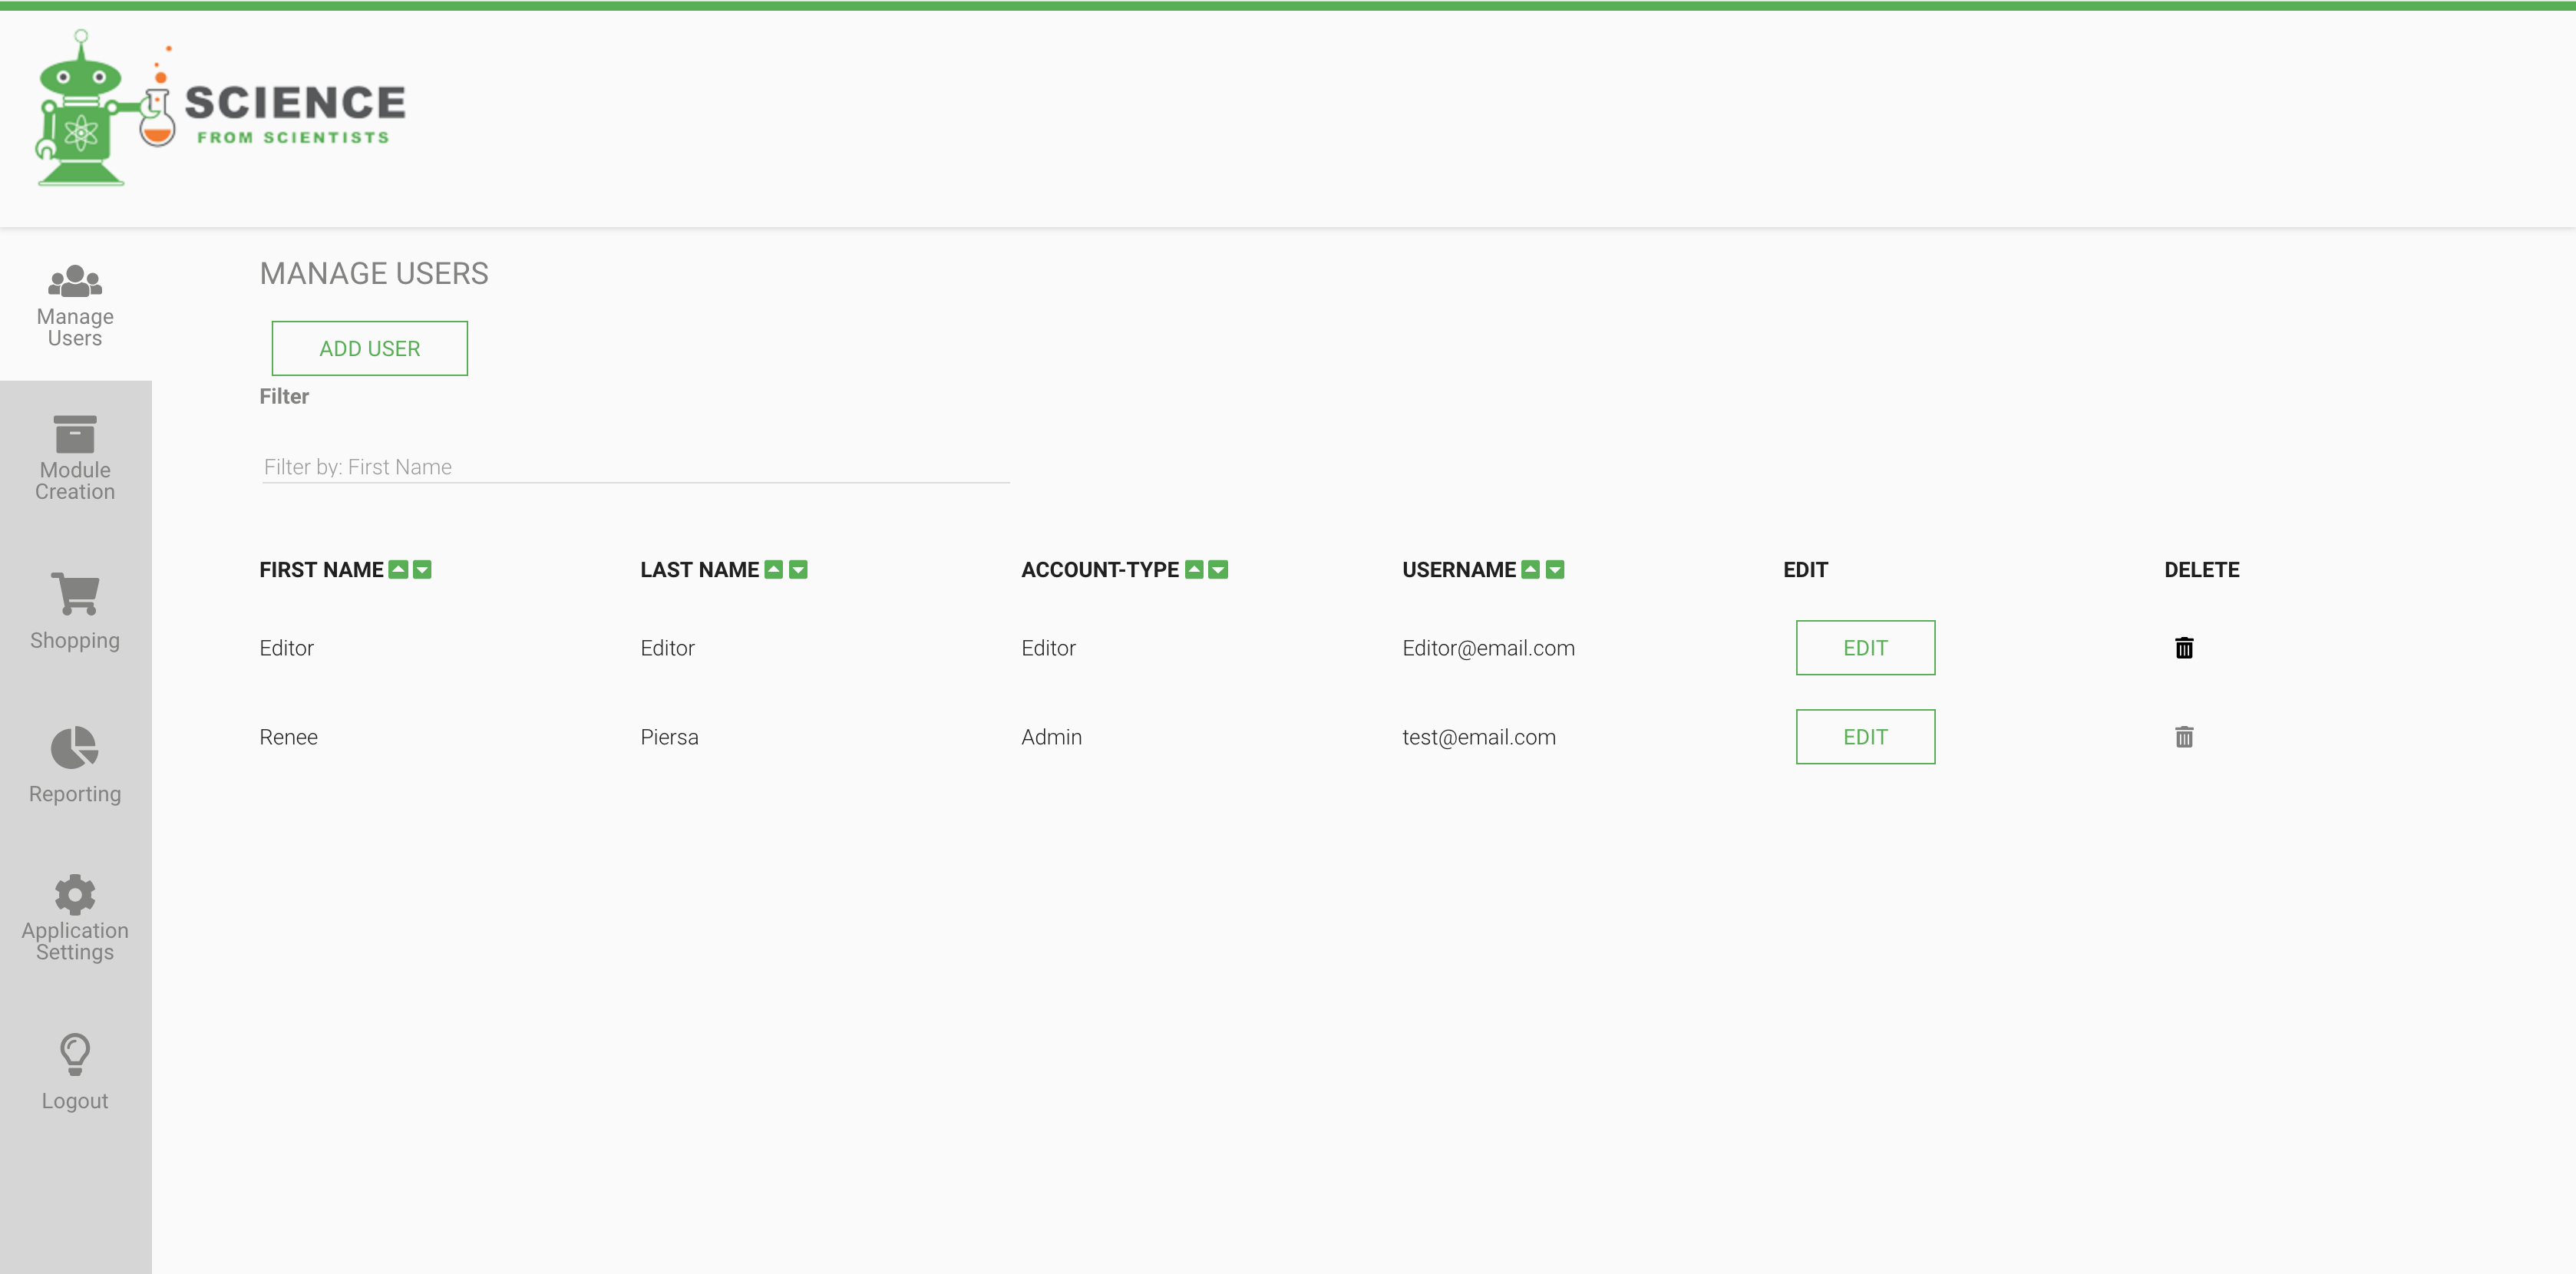 SCIENCE
FROM SCIENTISTS
Manage
Users
Module
Creation
Shopping
Reporting
Application
Settings
Logout
MANAGE USERS
ADD USER
Filter
Filter by: First Name
FIRST NAME LAST NAME ACCOUNT-TYPE USERNAME EDIT DELETE
Editor Editor Editor Editor@email.com EDIT
Renee Piersa Admin test@email.com EDIT